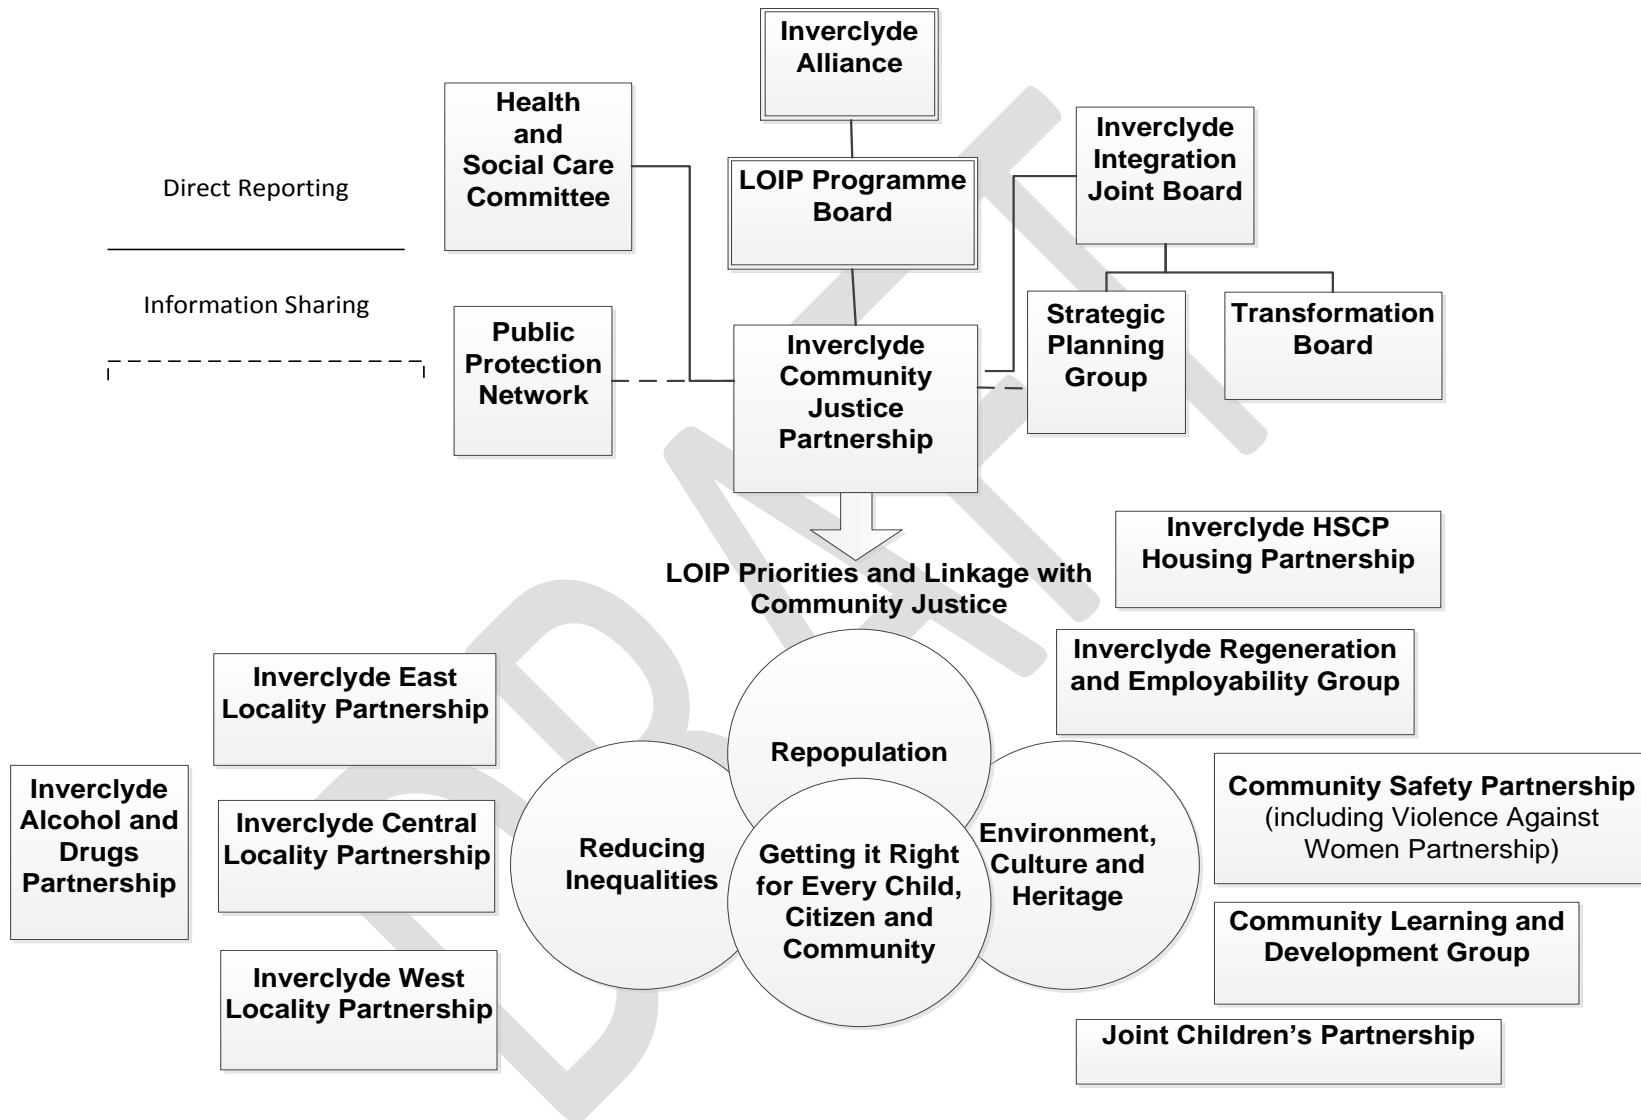 Inverclyde
Alliance
Health
and
Social Care
Committee
LOIP Programme
Board
Inverclyde
Integration
Joint Board
Direct Reporting
Information Sharing
Public
Protection
Network
Inverclyde
Community
Justice
Partnership
Strategic
Planning
Group
Transformation
Board
LOIP Priorities and Linkage with
Community Justice
Inverclyde HSCP
Housing Partnership
Inverclyde Regeneration
and Employability Group
Inverclyde East
Locality Partnership
Inverclyde
Alcohol and
Drugs
Partnership
Inverclyde Central
Locality Partnership
Inverclyde West
Locality Partnership
Repopulation
Reducing
Inequalities
Getting it Right
for Every Child,
Citizen and
Community
Environment,
Culture and
Heritage
Community Safety Partnership
(including Violence Against
Women Partnership)
Community Learning and
Development Group
Joint Children’s Partnership
DRAFT